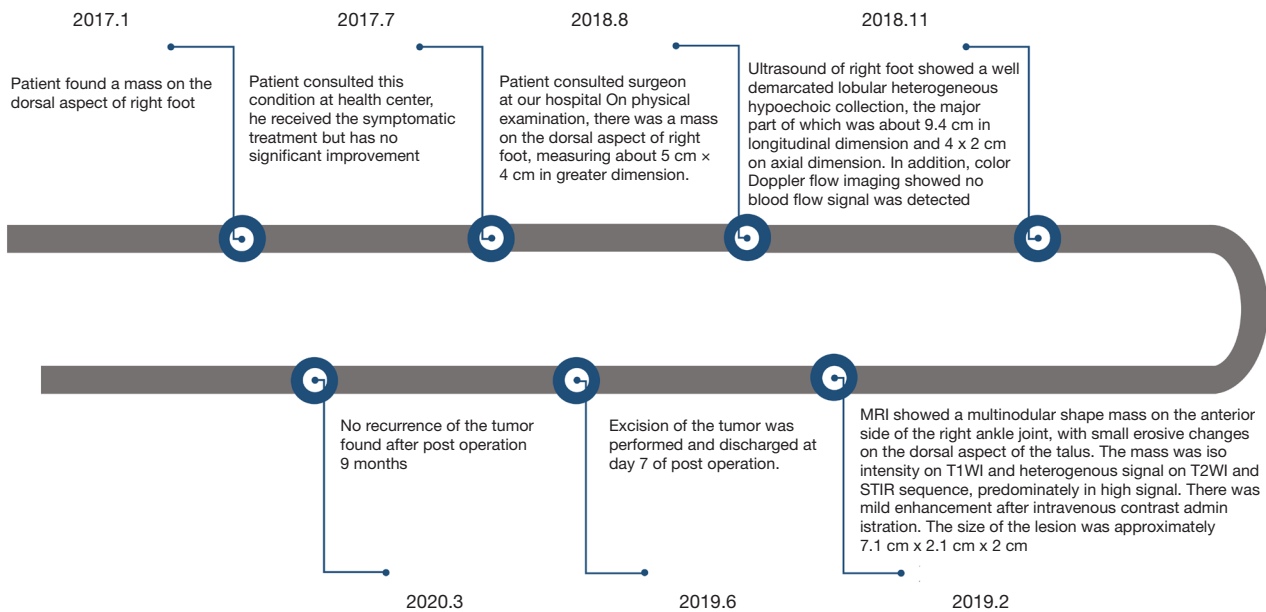 2017.1
Patient found a mass on the
dorsal aspect of right foot
2017.7
Patient consulted this
condition at health center,
he received the symptomatic
treatment but has no
significant improvement
2018.8
Patient consulted surgeon
at our hospital On physical
examination, there was a mass
on the dorsal aspect of right
foot, measuring about 5 cm ×
4 cm in greater dimension.
2018.11
Ultrasound of right foot showed a well
demarcated lobular heterogeneous
hypoechoic collection, the major
part of which was about 9.4 cm in
longitudinal dimension and 4 x 2 cm
on axial dimension. In addition, color
Doppler flow imaging showed no
blood flow signal was detected
MRI showed a multinodular shape mass on the anterior
side of the right ankle joint, with small erosive changes
on the dorsal aspect of the talus. The mass was iso
intensity on T1WI and heterogenous signal on T2WI and
STIR sequence, predominately in high signal. There was
mild enhancement after intravenous contrast admin
istration. The size of the lesion was approximately
7.1 cm x 2.1 cm x 2 cm
2019.2
Excision of the tumor was
performed and discharged at
day 7 of post operation.
2019.6
No recurrence of the tumor
found after post operation
9 months
2020.3